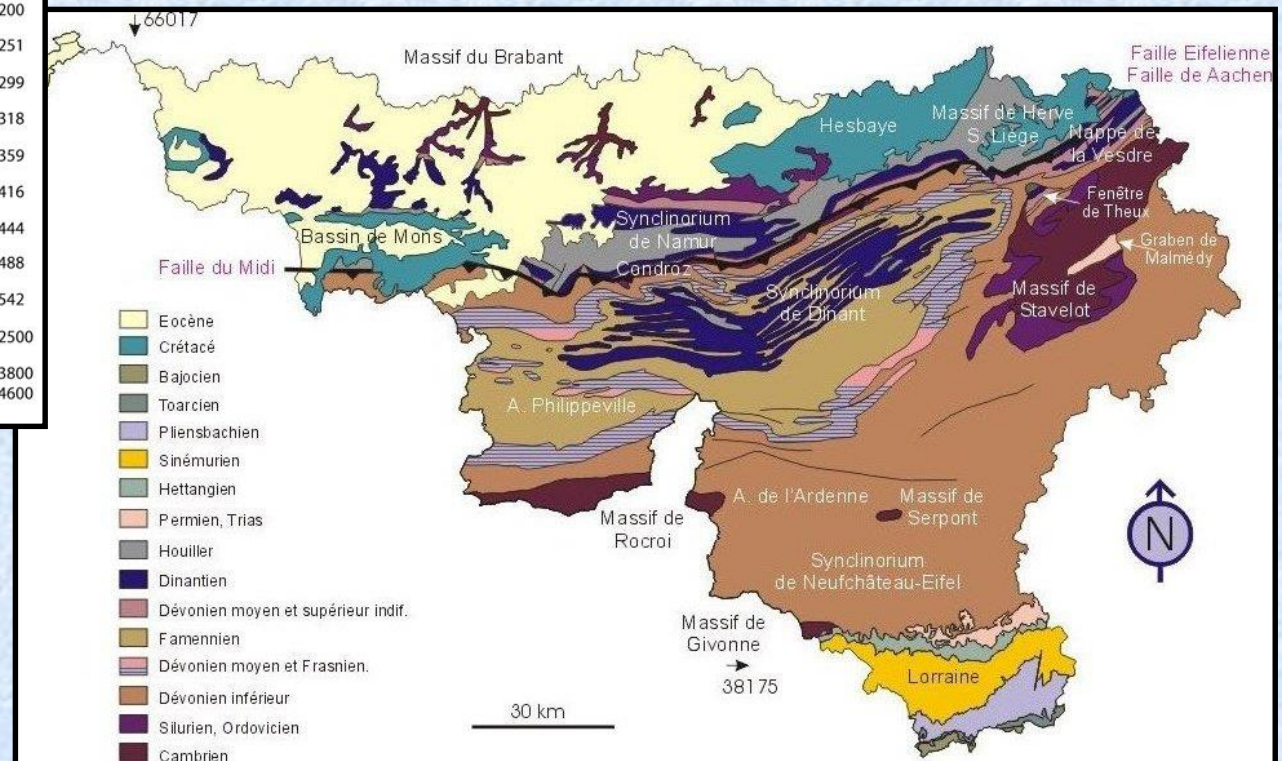 200
251
299
318
359
416
444
488
542
2500
3800
4600
66017
Massif du Brabant
Faille Eifelienne
Faille de Aachen
Hesbaye
Massif de Herve
S. Liège
Nappe de
la Vesdre
Fenêtre
de Theux
Graben de
Malmédy
Synclinorium
de Namur
Bassin de Mons
Faille du Midi
Condroz
Synclinorium
de Dinant
Massif de
Stavelot
A. Philippeville
A. de l'Ardenne
Massif de
Serpont
Massif de
Rocroi
Synclinorium
de Neufchâteau-Eifel
Massif de
Givonne
38175
Lorraine
30 km
N
Eocène
Crétacé
Bajocien
Toarcien
Pliensbachien
Sinémurien
Hettangien
Permien, Trias
Houiller
Dinantien
Dévonien moyen et supérieur indif.
Famennien
Dévonien moyen et Frasnien.
Dévonien inférieur
Silurien, Ordovicien
Cambrien